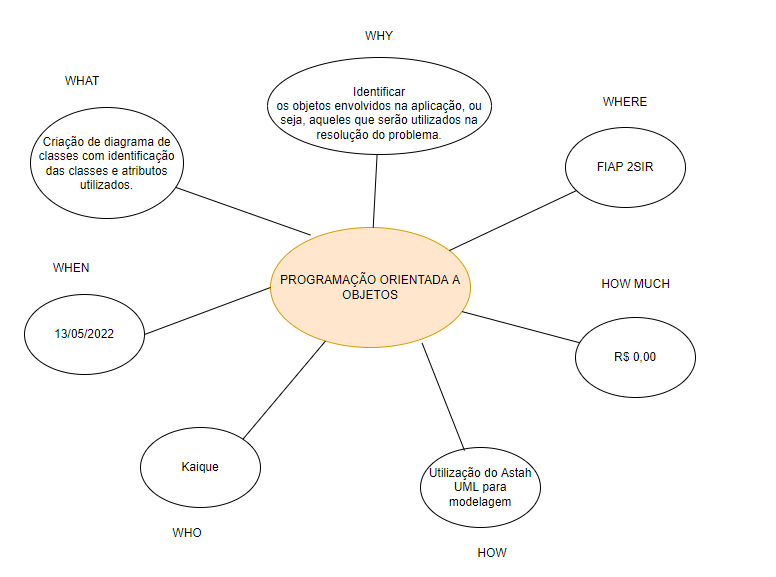 WHY
Identificar
os objetos envolvidos na aplicação, ou
seja, aqueles que serão utilizados na
resolução do problema.
WHAT
Criação de diagrama de
classes com identificação
das classes e atributos
utilizados.
WHERE
FIAP 2SIR
PROGRAMAÇÃO ORIENTADA A
OBJETOS
WHEN
13/05/2022
HOW MUCH
R$ 0,00
Kaique
WHO
Utilização do Astah
UML para
modelagem
HOW